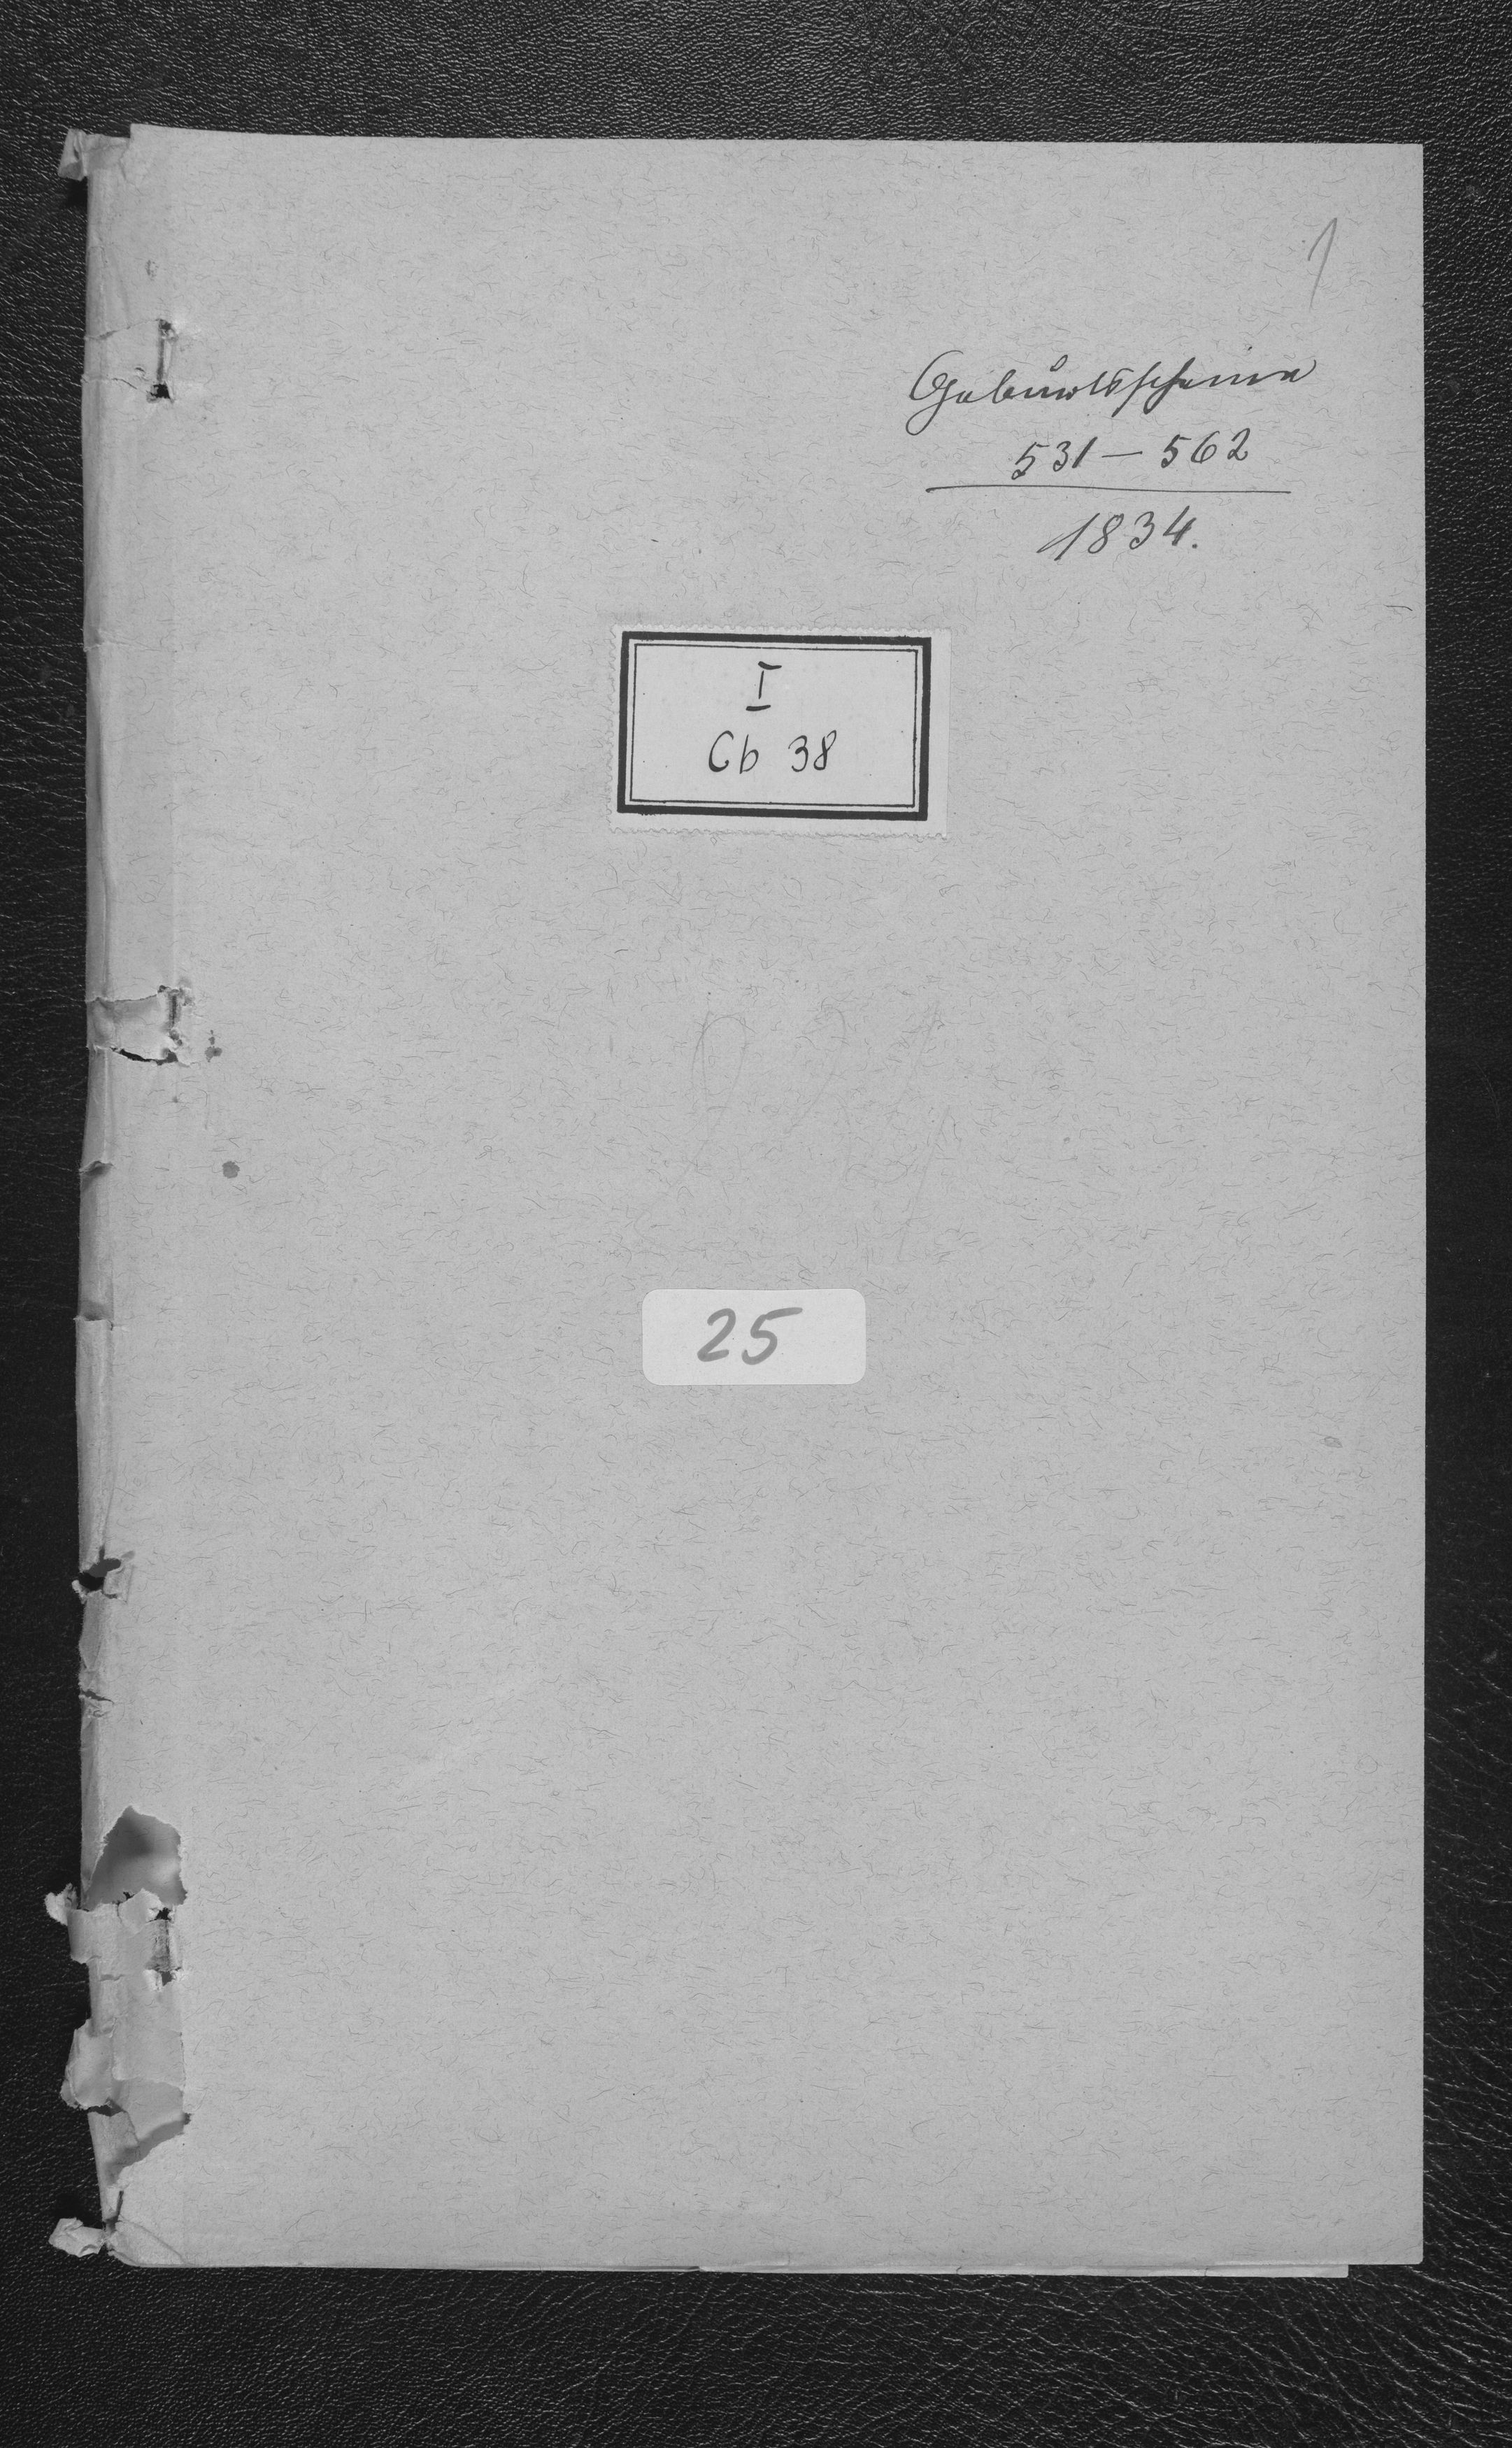 1
Geburtsscheine
531 — 562
1834.
I
Cb 38
25